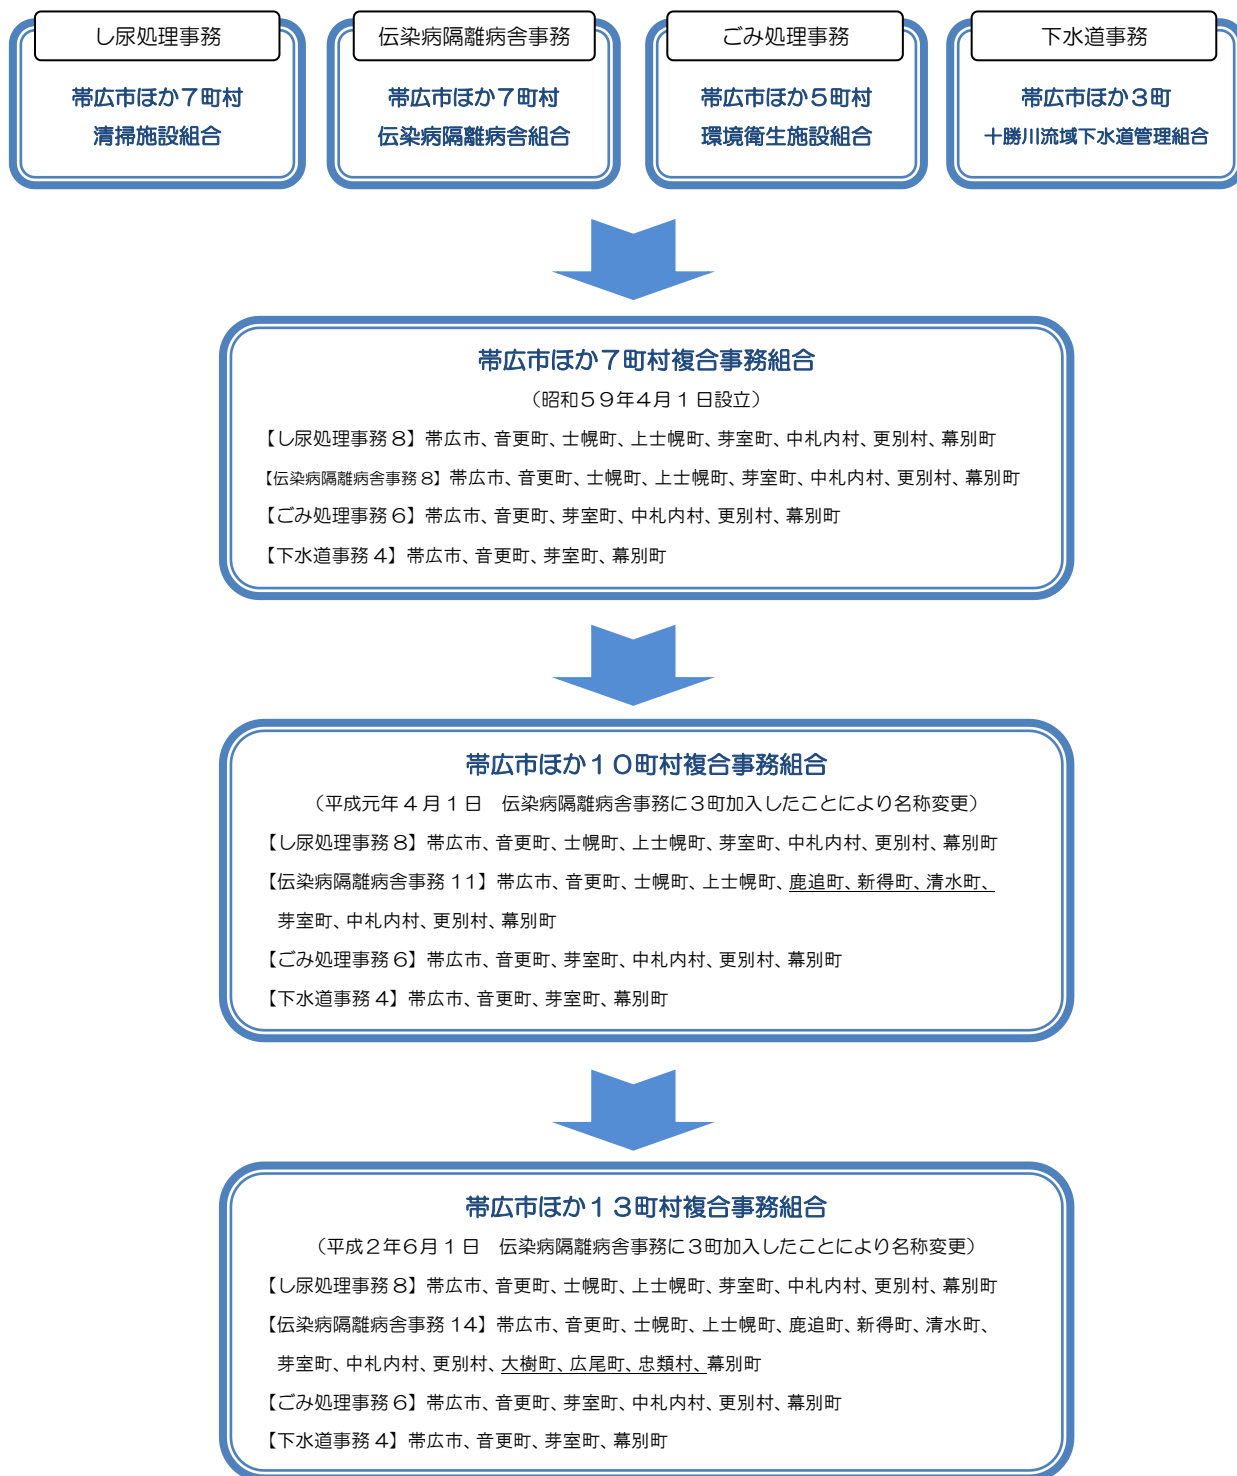 し尿処理事務
帯広市ほか７町村
清掃施設組合
伝染病隔離病舎事務
帯広市ほか７町村
伝染病隔離病舎組合
ごみ処理事務
帯広市ほか５町村
環境衛生施設組合
下水道事務
帯広市ほか３町
十勝川流域下水道管理組合
帯広市ほか７町村複合事務組合
（昭和５９年４月１日設立）
【し尿処理事務８】帯広市、音更町、士幌町、上士幌町、芽室町、中札内村、更別村、幕別町
【伝染病隔離病舎事務８】帯広市、音更町、士幌町、上士幌町、芽室町、中札内村、更別村、幕別町
【ごみ処理事務６】帯広市、音更町、芽室町、中札内村、更別村、幕別町
【下水道事務４】帯広市、音更町、芽室町、幕別町
帯広市ほか１０町村複合事務組合
（平成元年４月１日　伝染病隔離病舎事務に３町加入したことにより名称変更）
【し尿処理事務８】帯広市、音更町、士幌町、上士幌町、芽室町、中札内村、更別村、幕別町
【伝染病隔離病舎事務 11】帯広市、音更町、士幌町、上士幌町、鹿追町、新得町、清水町、
芽室町、中札内村、更別村、幕別町
【ごみ処理事務６】帯広市、音更町、芽室町、中札内村、更別村、幕別町
【下水道事務４】帯広市、音更町、芽室町、幕別町
帯広市ほか１３町村複合事務組合
（平成２年６月１日　伝染病隔離病舎事務に３町加入したことにより名称変更）
【し尿処理事務８】帯広市、音更町、士幌町、上士幌町、芽室町、中札内村、更別村、幕別町
【伝染病隔離病舎事務 14】帯広市、音更町、士幌町、上士幌町、鹿追町、新得町、清水町、
芽室町、中札内村、更別村、大樹町、広尾町、忠類村、幕別町
【ごみ処理事務６】帯広市、音更町、芽室町、中札内村、更別村、幕別町
【下水道事務４】帯広市、音更町、芽室町、幕別町